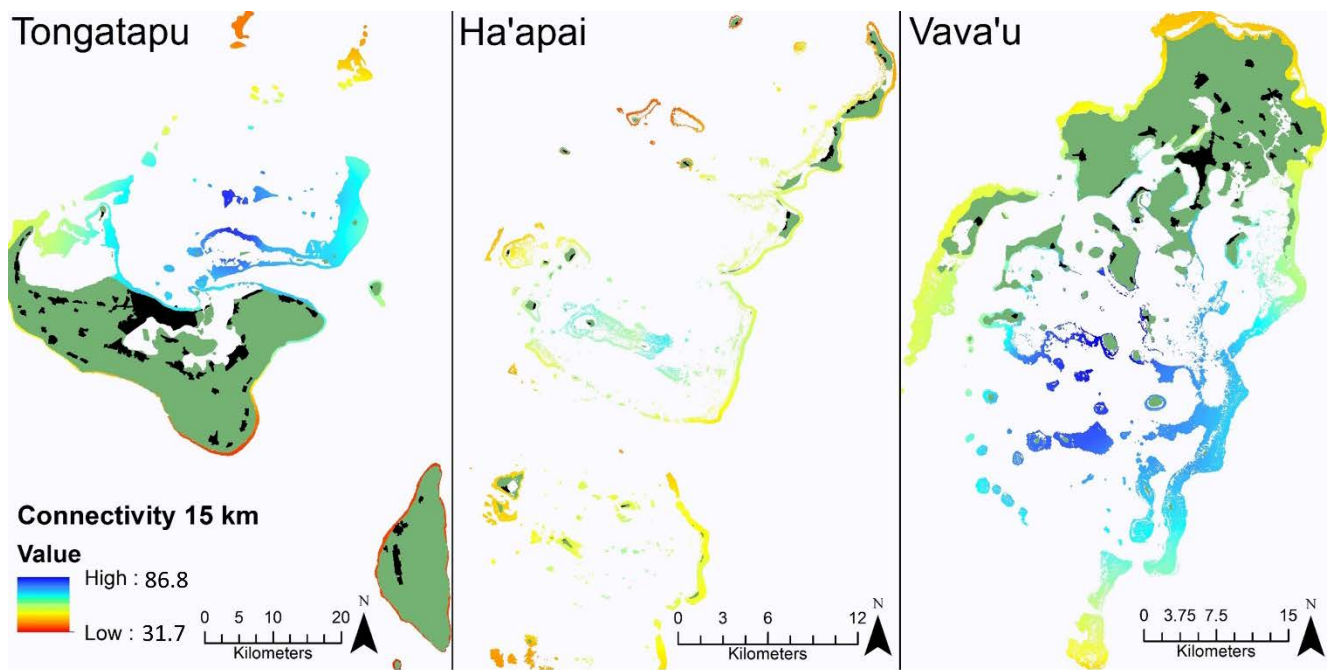 Tongatapu
Ha'apai
Vava'u
Connectivity 15 km
Value
High : 86.8
Low : 31.7
0 5 10 20
Kilometers
N
0 3 6 12
Kilometers
N
0 3.75 7.5 15
Kilometers
N